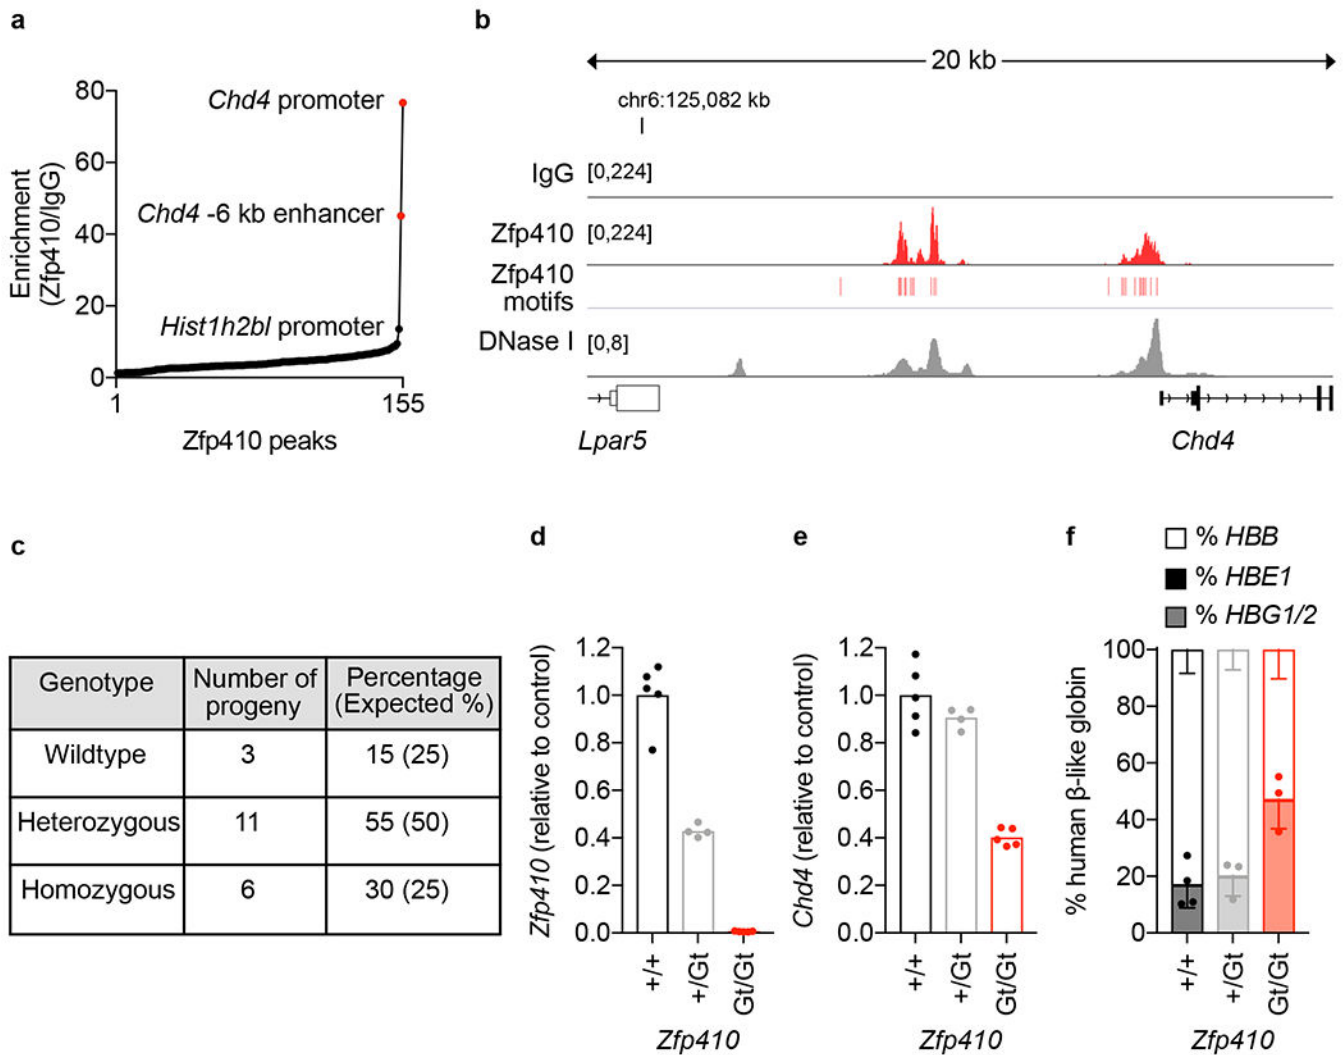 a
Enrichment
(Zfp410/IgG)
80
60
40
20
0
Chd4 promoter
Chd4 -6 kb enhancer
Hist1h2bl promoter
1
155
Zfp410 peaks
b
20 kb
chr6:125,082 kb
IgG [0,224]
Zfp410 [0,224]
Zfp410
motifs
DNase I [0,8]
Lpar5
Chd4
c
Genotype
Number of
progeny
Percentage
(Expected %)
Wildtype 3 15 (25)
Heterozygous 11 55 (50)
Homozygous 6 30 (25)
d
Zfp410 (relative to control)
1.2
1.0
0.8
0.6
0.4
0.2
0.0
+/+
+/Gt
Gt/Gt
Zfp410
e
Chd4 (relative to control)
1.2
1.0
0.8
0.6
0.4
0.2
0.0
+/+
+/Gt
Gt/Gt
Zfp410
f
% HBB
% HBE1
% HBG1/2
% human β-like globin
100
80
60
40
20
0
+/+
+/Gt
Gt/Gt
Zfp410